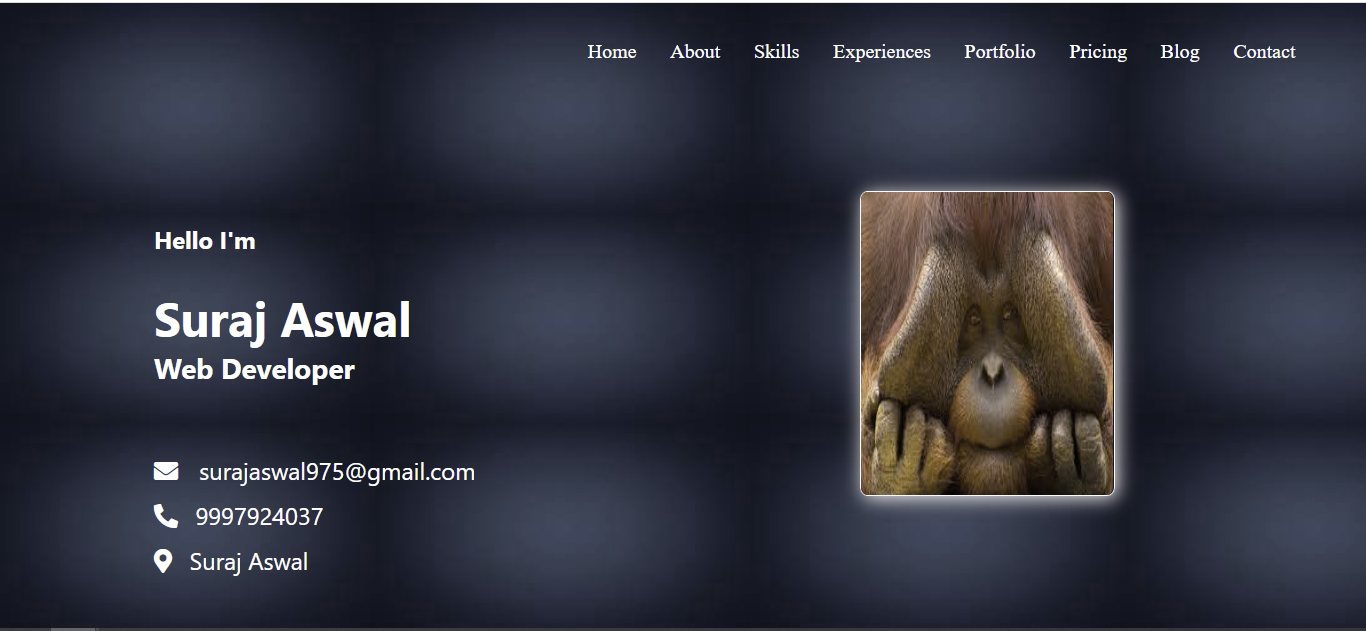 Home About Skills Experiences Portfolio Pricing Blog Contact
Hello I'm
Suraj Aswal
Web Developer
surajaswal975@gmail.com
9997924037
Suraj Aswal